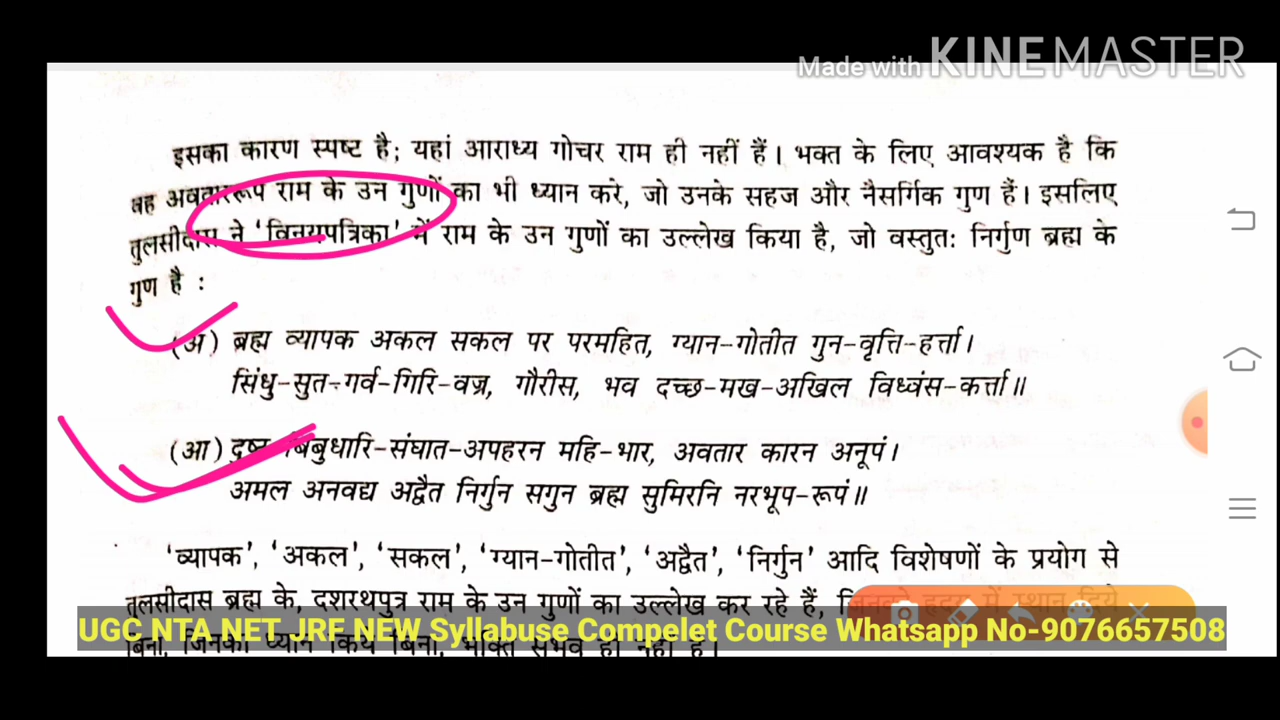 Made with KINEMASTER
इसका कारण स्पष्ट है; यहां आराध्य गोचर राम ही नहीं हैं। भक्त के लिए आवश्यक है कि
वह अवताररूप राम के उन गुणों का भी ध्यान करे, जो उनके सहज और नैसर्गिक गुण हैं। इसलिए
तुलसीदास ने ‘विनयपत्रिका’ में राम के उन गुणों का उल्लेख किया है, जो वस्तुतः निर्गुण ब्रह्म के
गुण है :
(अ) ब्रह्म व्यापक अकल सकल पर परमहित, ग्यान-गोतीत गुन-वृत्ति-हर्त्ता।
सिंधु-सुत-गर्व-गिरि-वज्र, गौरीस, भव दच्छ-मख-अखिल विध्वंस-कर्त्ता॥
(आ) दुष्ट बिबुधारि-संघात-अपहरन महि-भार, अवतार कारन अनूपं।
अमल अनवद्य अद्वैत निर्गुन सगुन ब्रह्म सुमिरनि नरभूप-रूपं॥
‘व्यापक’, ‘अकल’, ‘सकल’, ‘ग्यान-गोतीत’, ‘अद्वैत’, ‘निर्गुन’ आदि विशेषणों के प्रयोग से
तुलसीदास ब्रह्म के, दशरथपुत्र राम के उन गुणों का उल्लेख कर रहे हैं,
UGC NTA NET JRF NEW Syllabuse Compelet Course Whatsapp No-9076657508
बिना, जिनका ध्यान किये बिना, भक्ति संभव ही नहीं है।